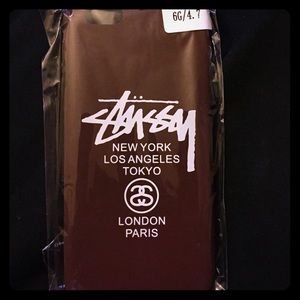 6G/4.7
STÜSSY
NEW YORK
LOS ANGELES
TOKYO
LONDON
PARIS